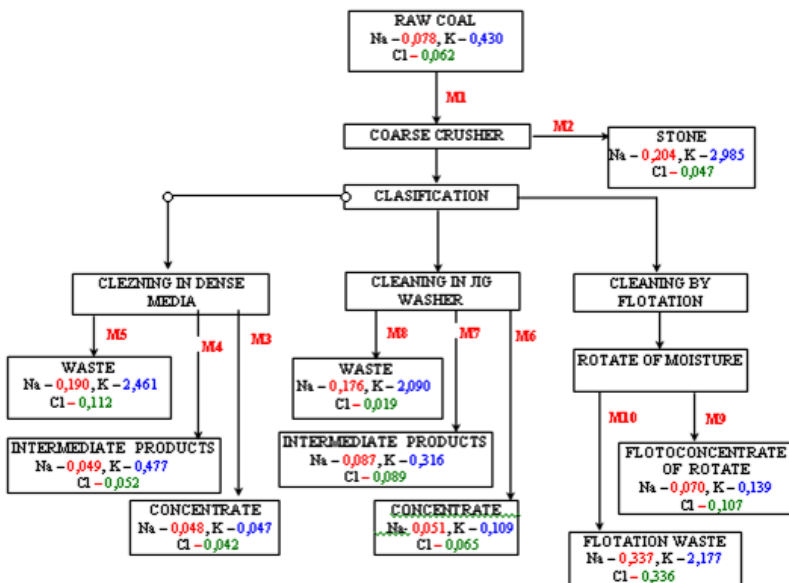 RAW COAL
Na – 0,078, K – 0,430
Cl – 0,062
M1
COARSE CRUSHER
M2
STONE
Na – 0,204, K – 2,985
Cl – 0,047
CLASIFICATION
CLEZNING IN DENSE
MEDIA
CLEANING IN JIG
WASHER
CLEANING BY
FLOTATION
M5
M4
M3
M8
M7
M6
ROTATE OF MOISTURE
WASTE
Na – 0,190, K – 2,461
Cl – 0,112
WASTE
Na – 0,176, K – 2,090
Cl – 0,019
M10
M9
INTERMEDIATE PRODUCTS
Na – 0,049, K – 0,477
Cl – 0,052
INTERMEDIATE PRODUCTS
Na – 0,087, K – 0,316
Cl – 0,089
FLOTOCONCENTRATE
OF ROTATE
Na – 0,070, K – 0,139
Cl – 0,107
CONCENTRATE
Na – 0,048, K – 0,047
Cl – 0,042
CONCENTRATE
Na- 0,051, K – 0,109
Cl – 0,065
FLOTATION WASTE
Na – 0,337, K – 2,177
Cl – 0,336